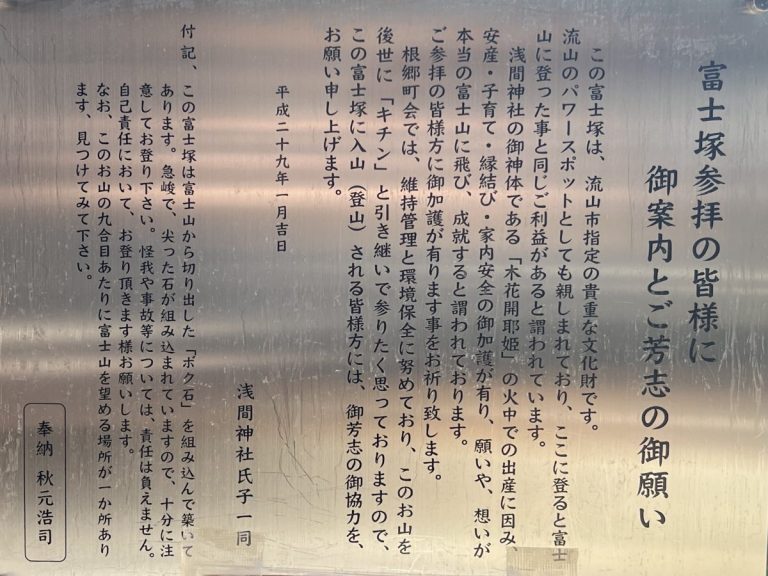 富士塚参拝の皆様に
御案内とご芳志の御願い
この富士塚は、流山市指定の貴重な文化財です。
流山のパワースポットとしても親しまれており、ここに登ると富士
山に登った事と同じご利益があると謂われています。
浅間神社の御神体である「木花開耶姫」の火中での出産に因み、
安産・子育て・縁結び・家内安全の御加護が有り、願いや、想いが
本当の富士山に飛び、成就すると謂われております。
ご参拝の皆様方に御加護が有ります事をお祈り致します。
根郷町会では、維持管理と環境保全に努めており、このお山を
後世に「キチン」と引き継いで参りたく思っておりますので、
この富士塚に入山（登山）される皆様方には、御芳志の御協力を、
お願い申し上げます。
平成二十九年一月吉日
浅間神社氏子一同
付記、この富士塚は富士山から切り出した「ボク石」を組み込んで築いて
あります。急峻で、尖った石が組み込まれていますので、十分に注
意してお登り下さい。怪我や事故等については、責任は負えません。
自己責任において、お登り頂きます様お願いします。
なお、このお山の九合目あたりに富士山を望める場所が一か所あり
ます、見つけてみて下さい。
奉納 秋元浩司